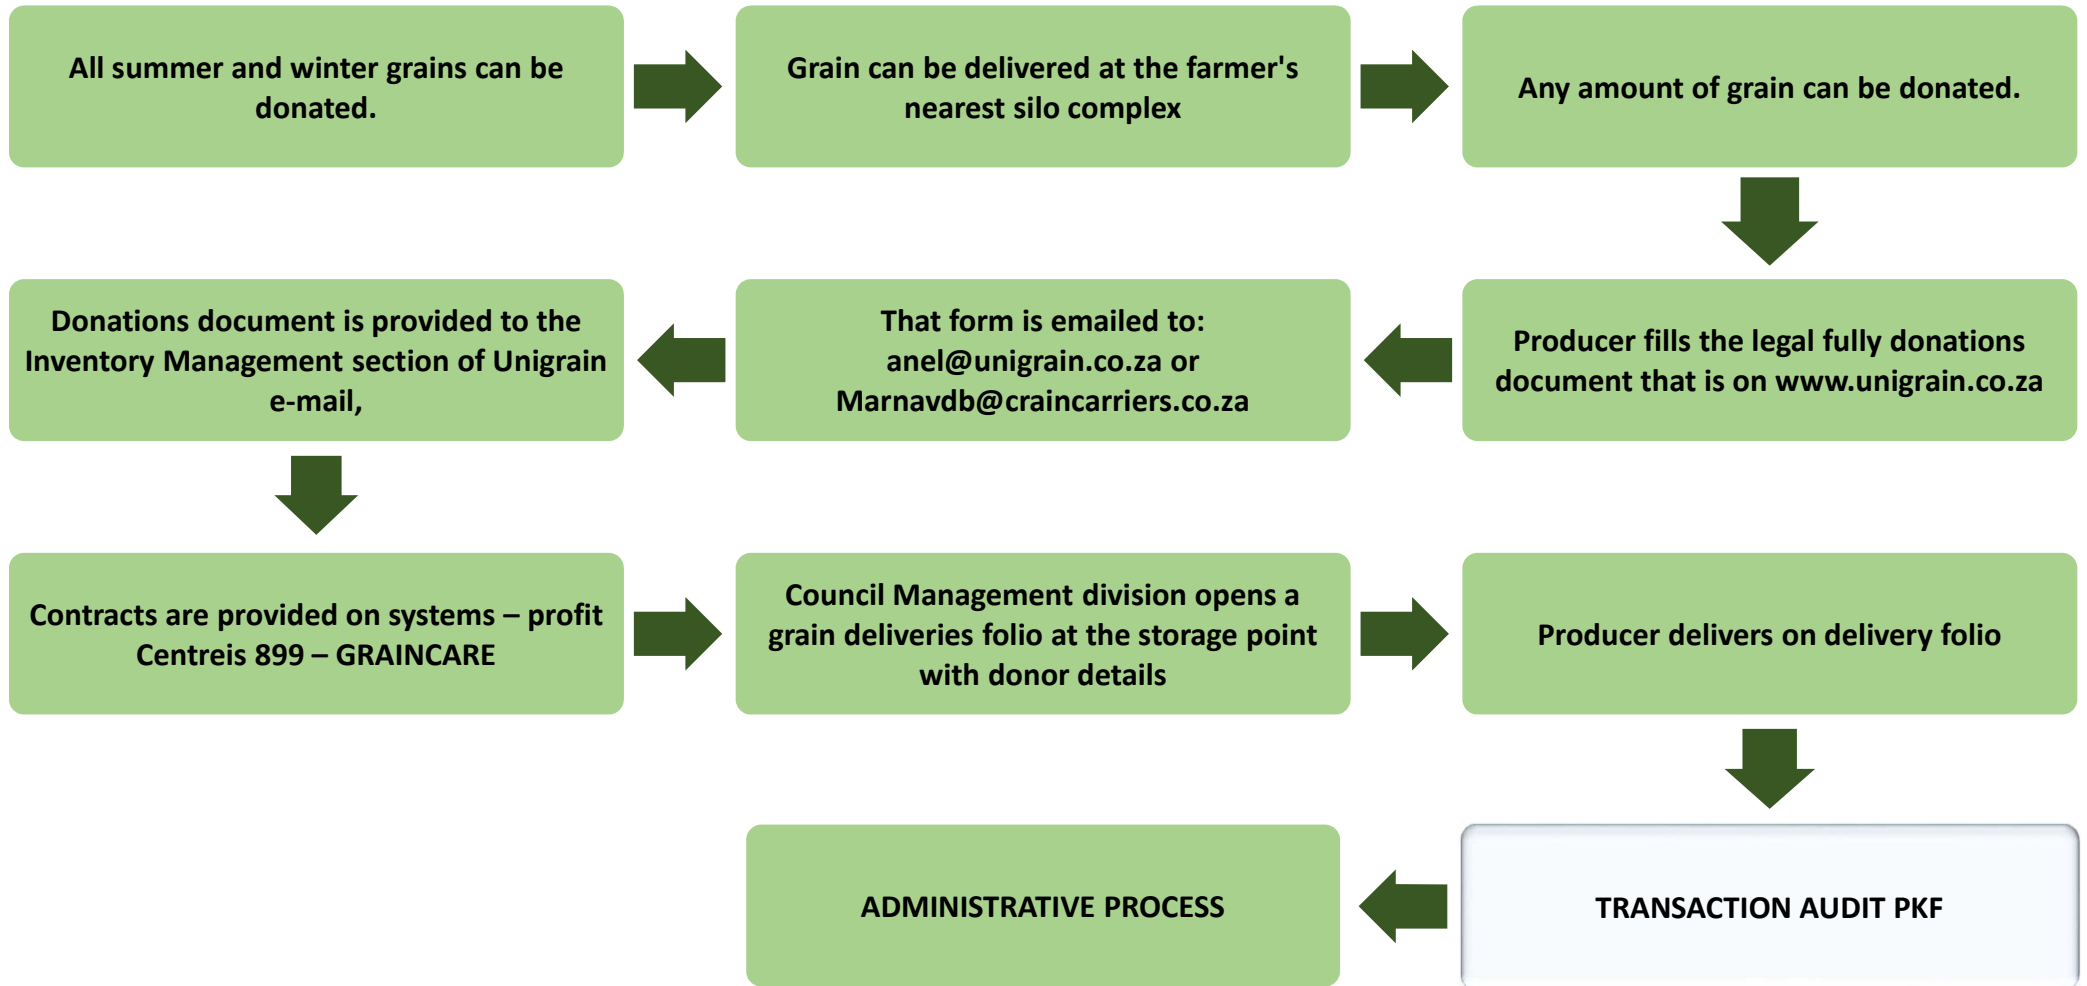 All summer and winter grains can be
donated.
Grain can be delivered at the farmer's
nearest silo complex
Any amount of grain can be donated.
Producer fills the legal fully donations
document that is on www.unigrain.co.za
That form is emailed to:
anel@unigrain.co.za or
Marnavdb@craincarriers.co.za
Donations document is provided to the
Inventory Management section of Unigrain
e-mail,
Contracts are provided on systems – profit
Centreis 899 – GRAINCARE
Council Management division opens a
grain deliveries folio at the storage point
with donor details
Producer delivers on delivery folio
TRANSACTION AUDIT PKF
ADMINISTRATIVE PROCESS